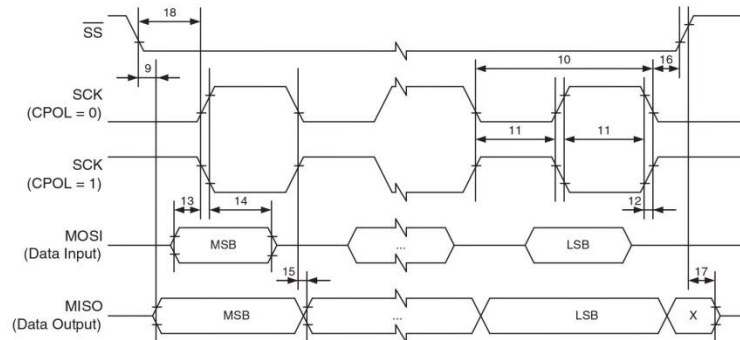 18
SS
9
10
16
SCK
(CPOL = 0)
11
11
SCK
(CPOL = 1)
12
13
14
MOSI
(Data Input)
MSB
...
LSB
15
17
MISO
(Data Output)
MSB
...
LSB
X